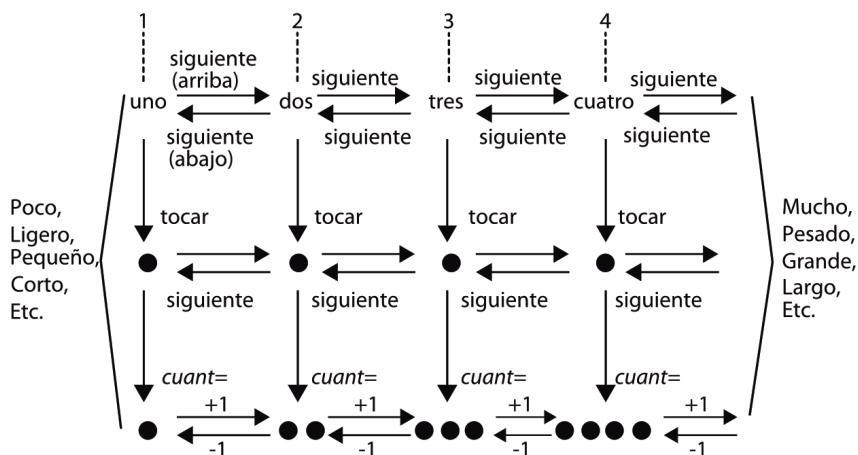 1 2 3 4
siguiente
(arriba)
siguiente siguiente siguiente
uno dos tres cuatro
siguiente
(abajo)
siguiente siguiente siguiente
Poco,
Ligero,
Pequeño,
Corto,
Etc.
tocar tocar tocar tocar
Mucho,
Pesado,
Grande,
Largo,
Etc.
siguiente siguiente siguiente siguiente
cuant= cuant= cuant= cuant=
+1 +1 +1 +1
-1 -1 -1 -1